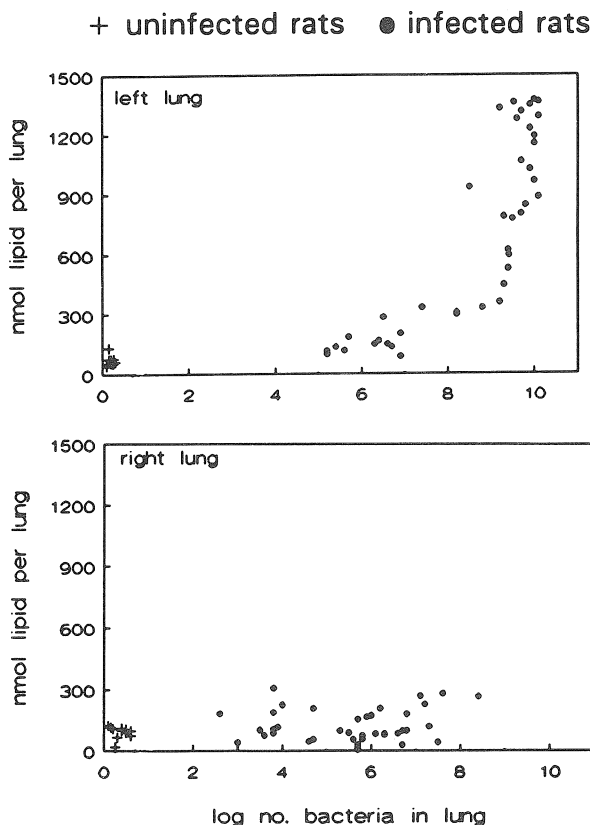 + uninfected rats ● infected rats
left lung
nmol lipid per lung
1500
1200
900
600
300
0
0 2 4 6 8 10
right lung
nmol lipid per lung
1500
1200
900
600
300
0
0 2 4 6 8 10
log no. bacteria in lung